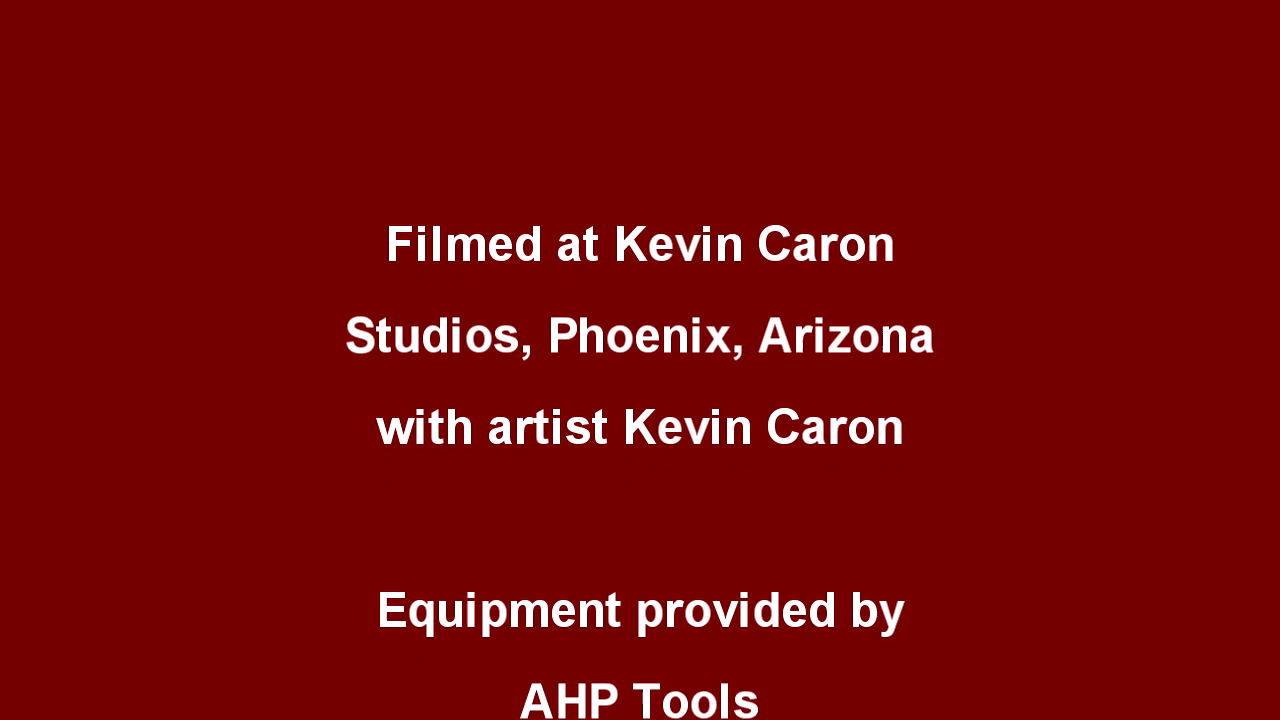 Filmed at Kevin Caron
Studios, Phoenix, Arizona
with artist Kevin Caron
Equipment provided by
AHP Tools